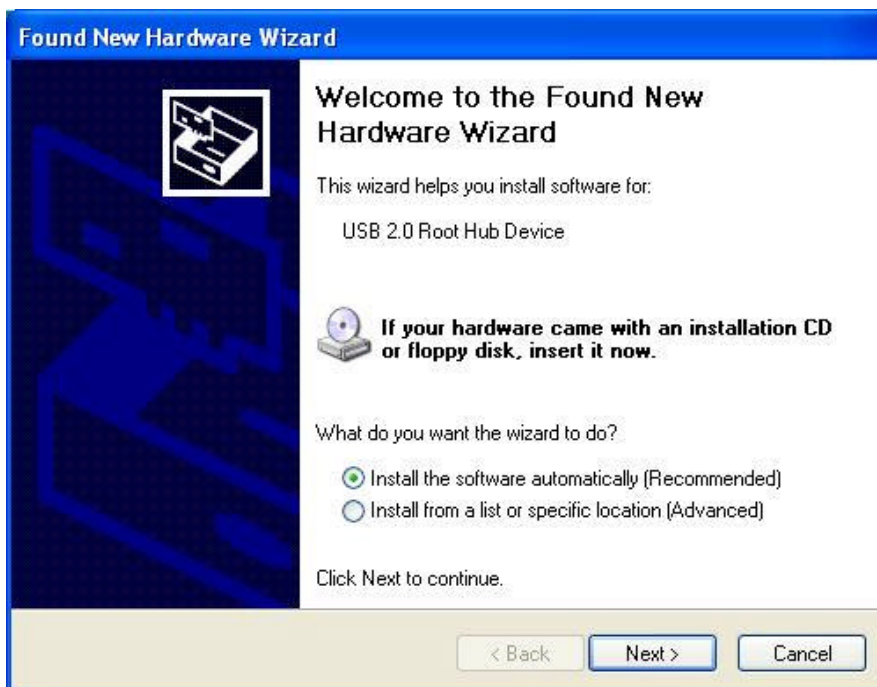 Found New Hardware Wizard
Welcome to the Found New
Hardware Wizard
This wizard helps you install software for:
USB 2.0 Root Hub Device
If your hardware came with an installation CD
or floppy disk, insert it now.
What do you want the wizard to do?
Install the software automatically (Recommended)
Install from a list or specific location (Advanced)
Click Next to continue.
< Back
Next >
Cancel